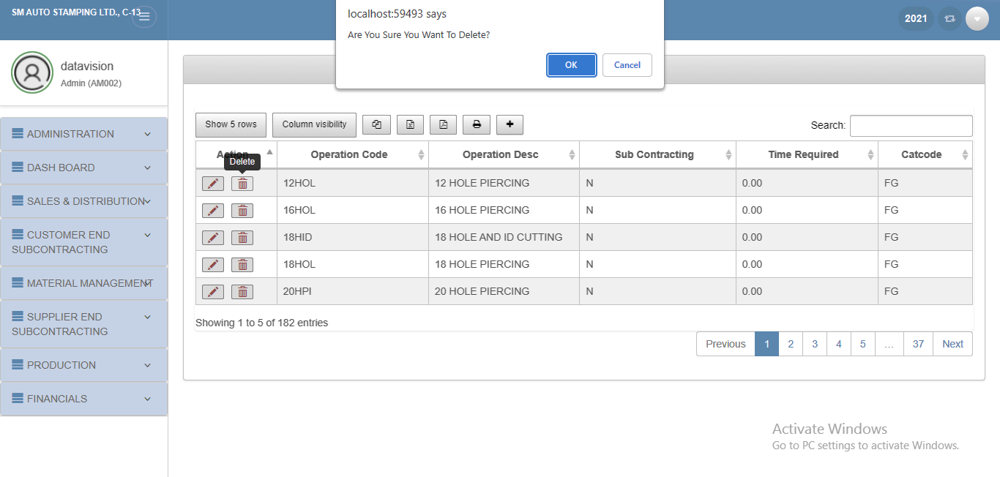 SM AUTO STAMPING LTD., C-13
localhost:59493 says
Are You Sure You Want To Delete?
OK
Cancel
2021
datavision
Admin (AM002)
ADMINISTRATION
DASH BOARD
SALES & DISTRIBUTION
CUSTOMER END
SUBCONTRACTING
MATERIAL MANAGEMENT
SUPPLIER END
SUBCONTRACTING
PRODUCTION
FINANCIALS
Show 5 rows
Column visibility
Search:
Action Operation Code Operation Desc Sub Contracting Time Required Catcode
Delete
12HOL 12 HOLE PIERCING N 0.00 FG
16HOL 16 HOLE PIERCING N 0.00 FG
18HID 18 HOLE AND ID CUTTING N 0.00 FG
18HOL 18 HOLE PIERCING N 0.00 FG
20HPI 20 HOLE PIERCING N 0.00 FG
Showing 1 to 5 of 182 entries
Previous 1 2 3 4 5 … 37 Next
Activate Windows
Go to PC settings to activate Windows.